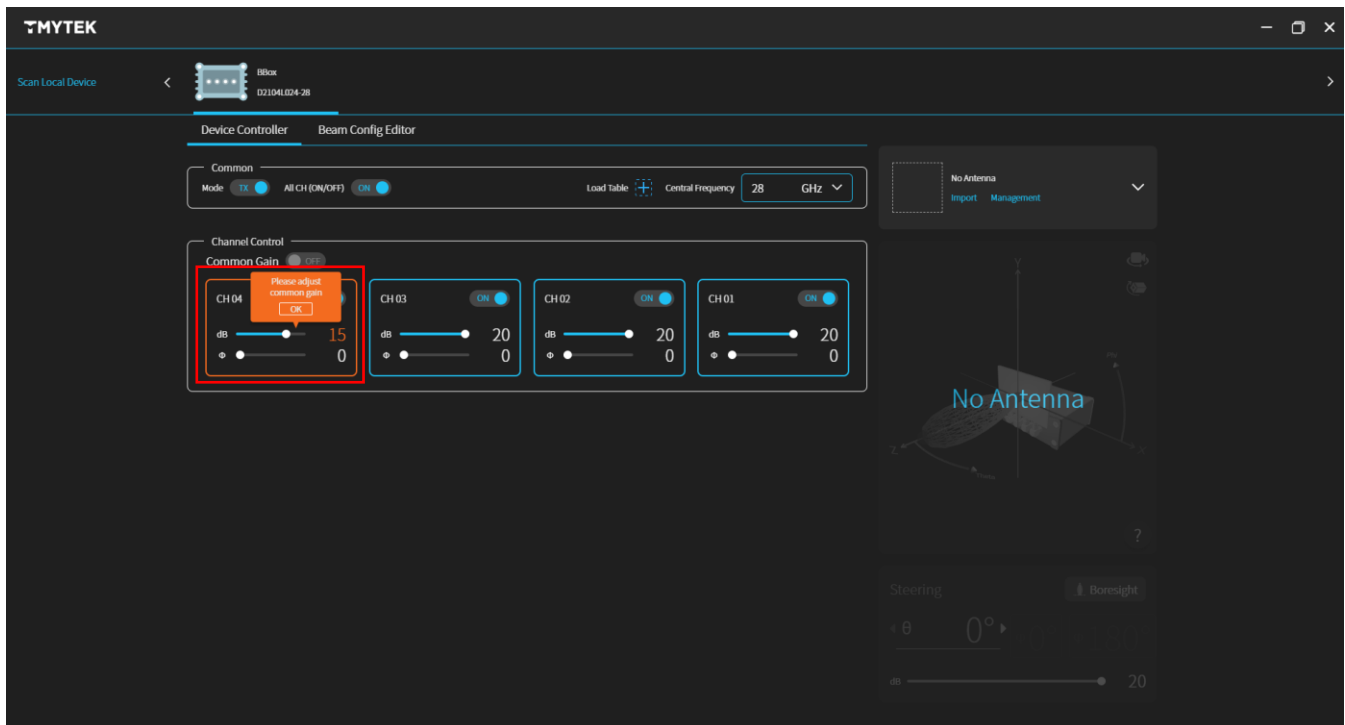 TMYTEK
Scan Local Device
BBox
D2104L024-28
Device Controller Beam Config Editor
Common
Mode TX All CH (ON/OFF) ON Load Table Central Frequency 28 GHz
No Antenna
Import Management
Channel Control
Common Gain OFF
Please adjust
common gain
OK
CH 04
dB 15
Φ 0
CH 03 ON
dB 20
Φ 0
CH 02 ON
dB 20
Φ 0
CH 01 ON
dB 20
Φ 0
Y
No Antenna
Z
X
?
Steering Boresight
θ 0°
dB 20